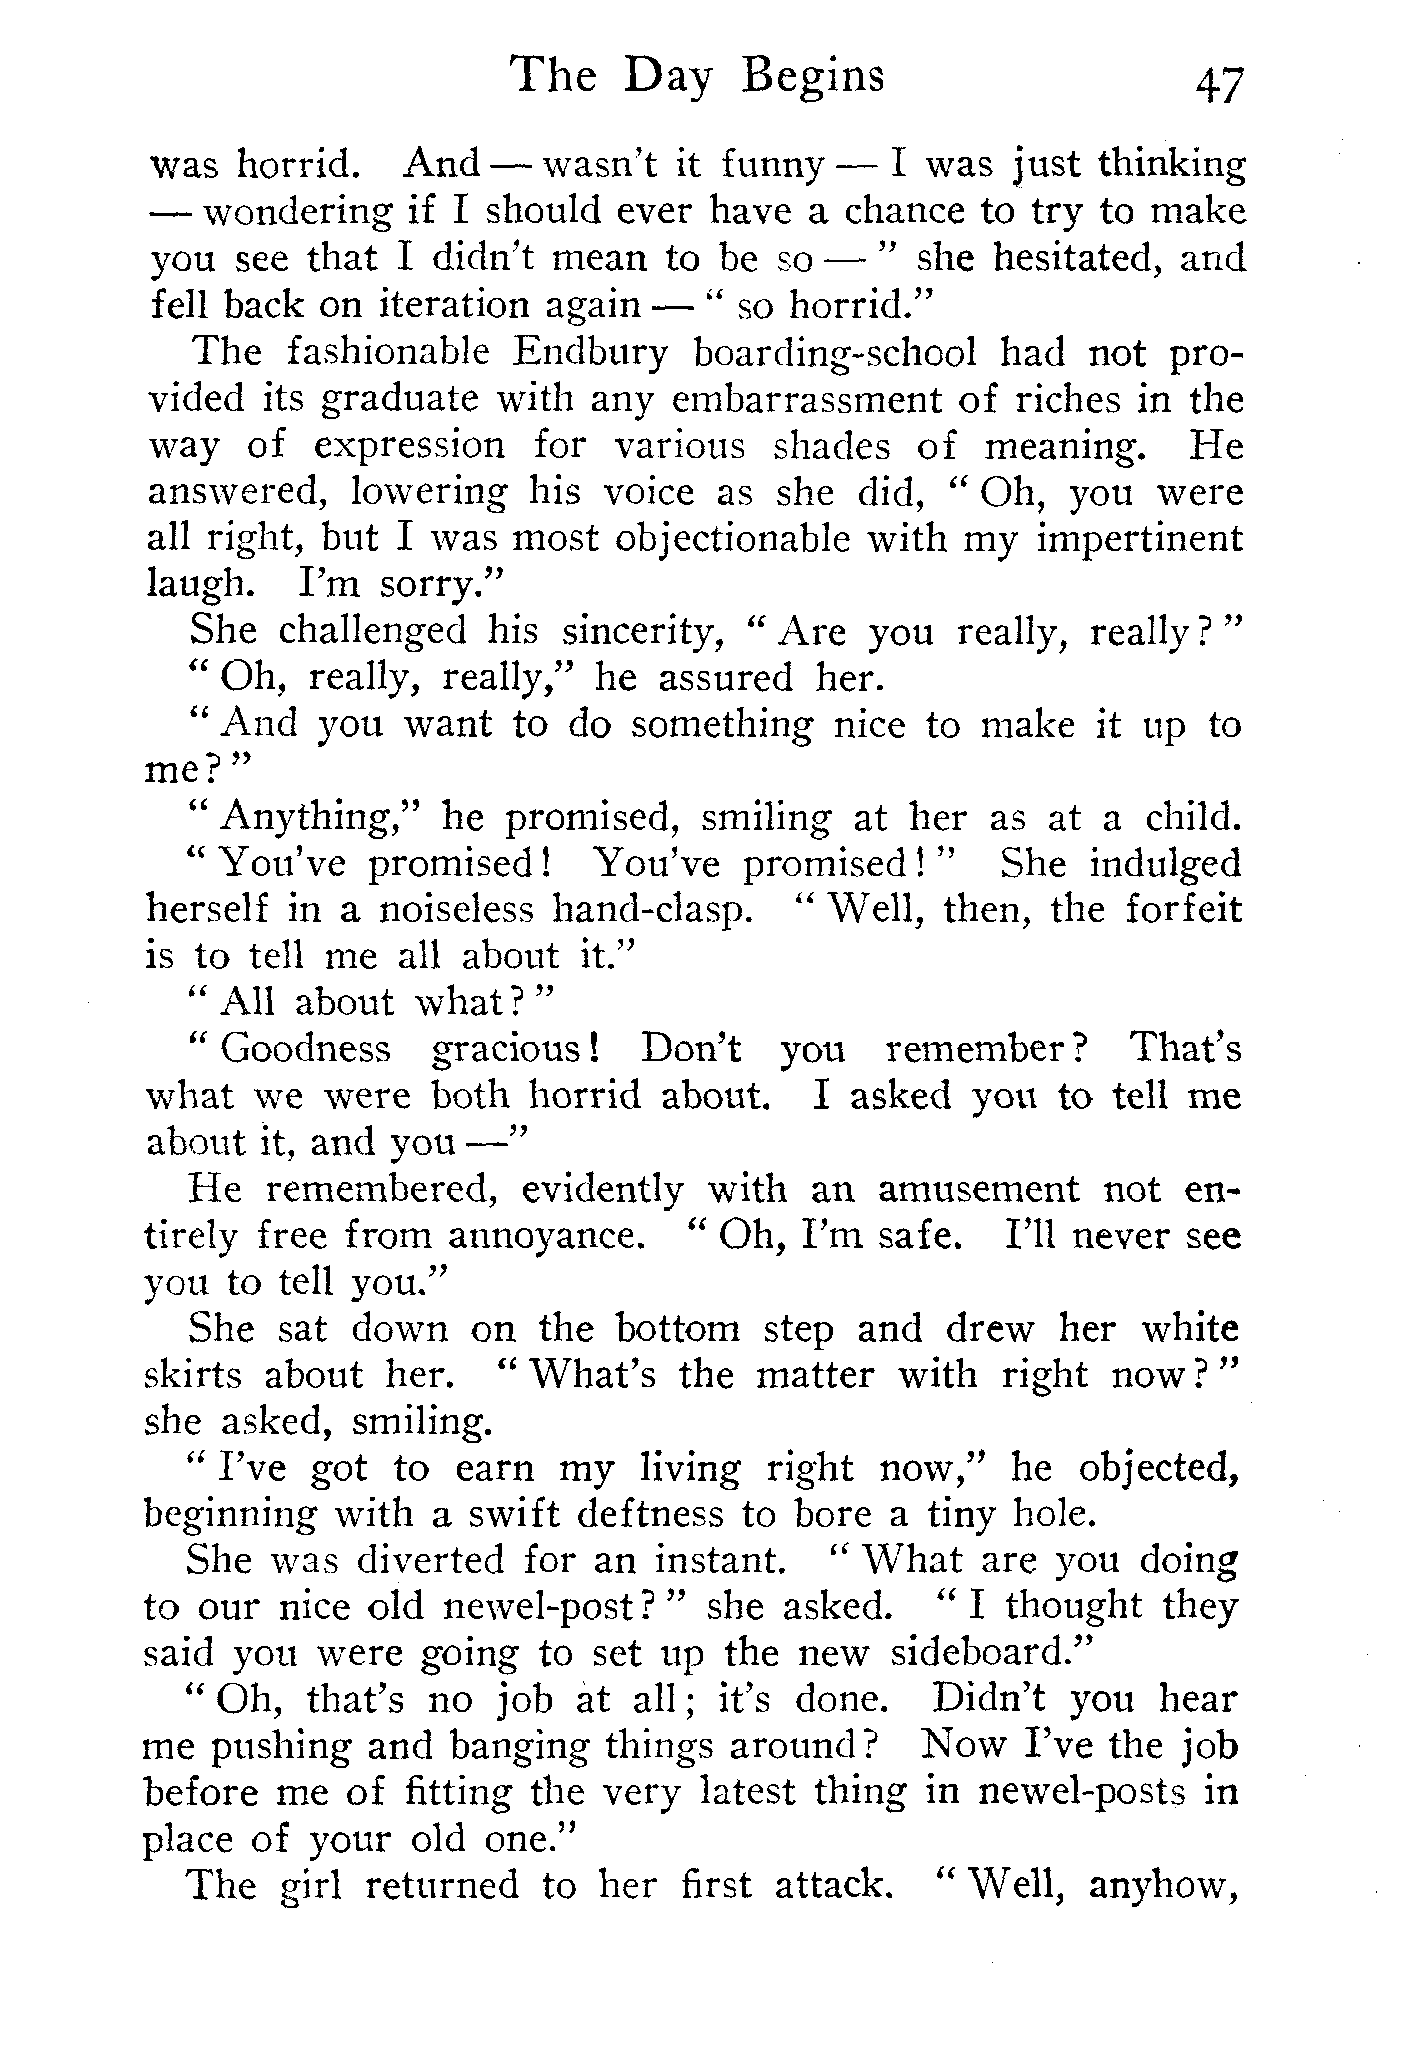 The Day Begins 47
was horrid. And — wasn't it funny — I was just thinking
— wondering if I should ever have a chance to try to make
you see that I didn't mean to be so — " she hesitated, and
fell back on iteration again — " so horrid."
The fashionable Endbury boarding-school had not pro-
vided its graduate with any embarrassment of riches in the
way of expression for various shades of meaning. He
answered, lowering his voice as she did, " Oh, you were
all right, but I was most objectionable with my impertinent
laugh. I'm sorry."
She challenged his sincerity, " Are you really, really? "
" Oh, really, really," he assured her.
" And you want to do something nice to make it up to
me? "
" Anything," he promised, smiling at her as at a child.
" You've promised! You've promised! " She indulged
herself in a noiseless hand-clasp. " Well, then, the forfeit
is to tell me all about it."
" All about what? "
" Goodness gracious! Don't you remember? That's
what we were both horrid about. I asked you to tell me
about it, and you —"
He remembered, evidently with an amusement not en-
tirely free from annoyance. " Oh, I'm safe. I'll never see
you to tell you."
She sat down on the bottom step and drew her white
skirts about her. " What's the matter with right now? "
she asked, smiling.
" I've got to earn my living right now," he objected,
beginning with a swift deftness to bore a tiny hole.
She was diverted for an instant. " What are you doing
to our nice old newel-post? " she asked. " I thought they
said you were going to set up the new sideboard."
" Oh, that's no job at all; it's done. Didn't you hear
me pushing and banging things around? Now I've the job
before me of fitting the very latest thing in newel-posts in
place of your old one."
The girl returned to her first attack. " Well, anyhow,